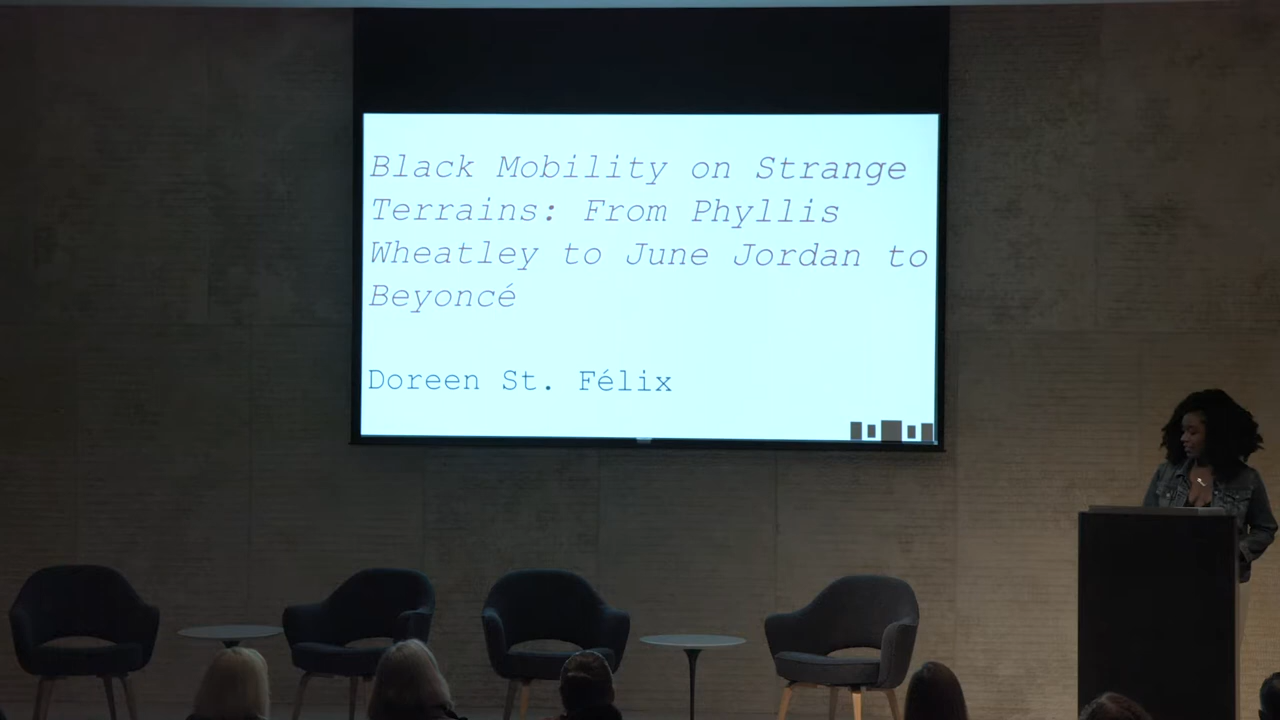 Black Mobility on Strange
Terrains: From Phyllis
Wheatley to June Jordan to
Beyoncé
Doreen St. Félix